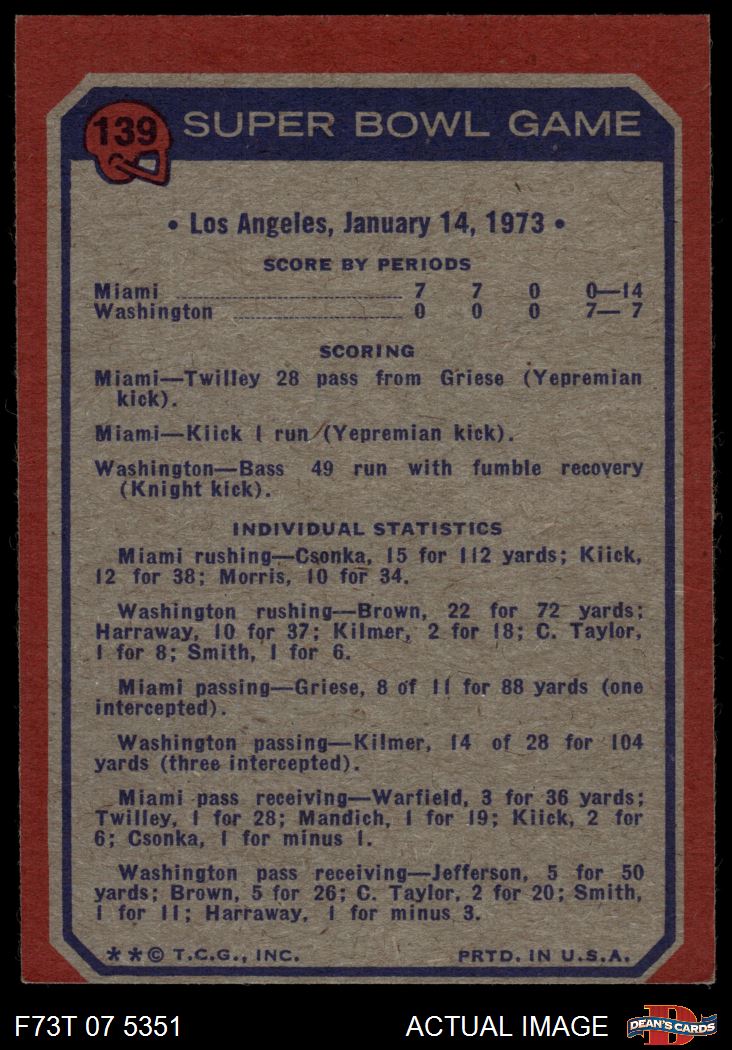 139 SUPER BOWL GAME
• Los Angeles, January 14, 1973 •
SCORE BY PERIODS
Miami ........................ 7 7 0 0—14
Washington ........................ 0 0 0 7— 7
SCORING
Miami—Twilley 28 pass from Griese (Yepremian
kick).
Miami—Kiick 1 run (Yepremian kick).
Washington—Bass 49 run with fumble recovery
(Knight kick).
INDIVIDUAL STATISTICS
Miami rushing—Csonka, 15 for 112 yards; Kiick,
12 for 38; Morris, 10 for 34.
Washington rushing—Brown, 22 for 72 yards;
Harraway, 10 for 37; Kilmer, 2 for 18; C. Taylor,
1 for 8; Smith, 1 for 6.
Miami passing—Griese, 8 of 11 for 88 yards (one
intercepted).
Washington passing—Kilmer, 14 of 28 for 104
yards (three intercepted).
Miami pass receiving—Warfield, 3 for 36 yards;
Twilley, 1 for 28; Mandich, 1 for 19; Kiick, 2 for
6; Csonka, 1 for minus 1.
Washington pass receiving—Jefferson, 5 for 50
yards; Brown, 5 for 26; C. Taylor, 2 for 20; Smith,
1 for 11; Harraway, 1 for minus 3.
* * © T.C.G., INC. PRTD. IN U.S.A.
F73T 07 5351 ACTUAL IMAGE D DEAN'S CARDS